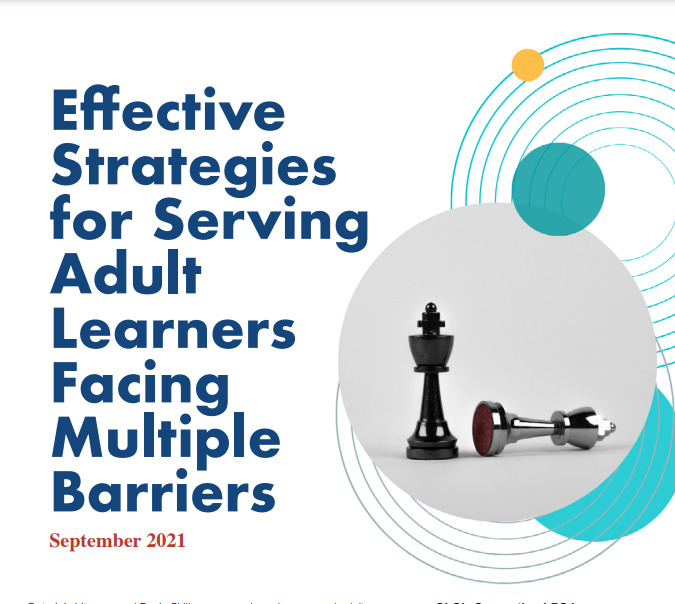 Effective
Strategies
for Serving
Adult
Learners
Facing
Multiple
Barriers
September 2021